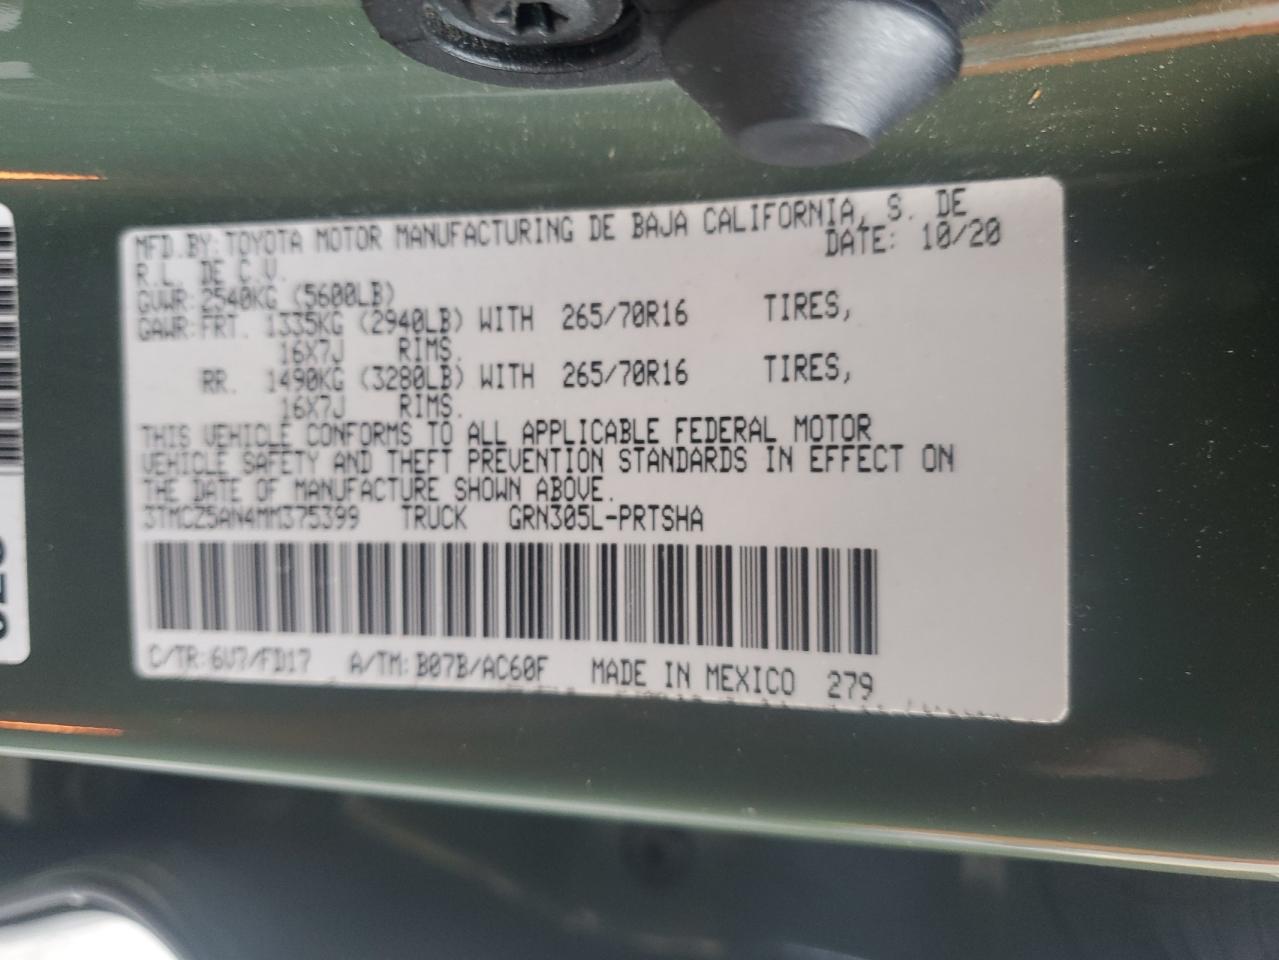 MFD.BY: TOYOTA MOTOR MANUFACTURING DE BAJA CALIFORNIA, S. DE
R.L. DE C.V. DATE: 10/20
GVWR: 2540KG (5600LB)
GAWR: FRT. 1335KG (2940LB) WITH 265/70R16 TIRES,
16X7J RIMS.
RR. 1490KG (3280LB) WITH 265/70R16 TIRES,
16X7J RIMS.
THIS VEHICLE CONFORMS TO ALL APPLICABLE FEDERAL MOTOR
VEHICLE SAFETY AND THEFT PREVENTION STANDARDS IN EFFECT ON
THE DATE OF MANUFACTURE SHOWN ABOVE.
3TMCZ5AN4MM375399 TRUCK GRN305L-PRTSHA
C/TR: 6V7/FD17 A/TM: B07B/AC60F MADE IN MEXICO 279